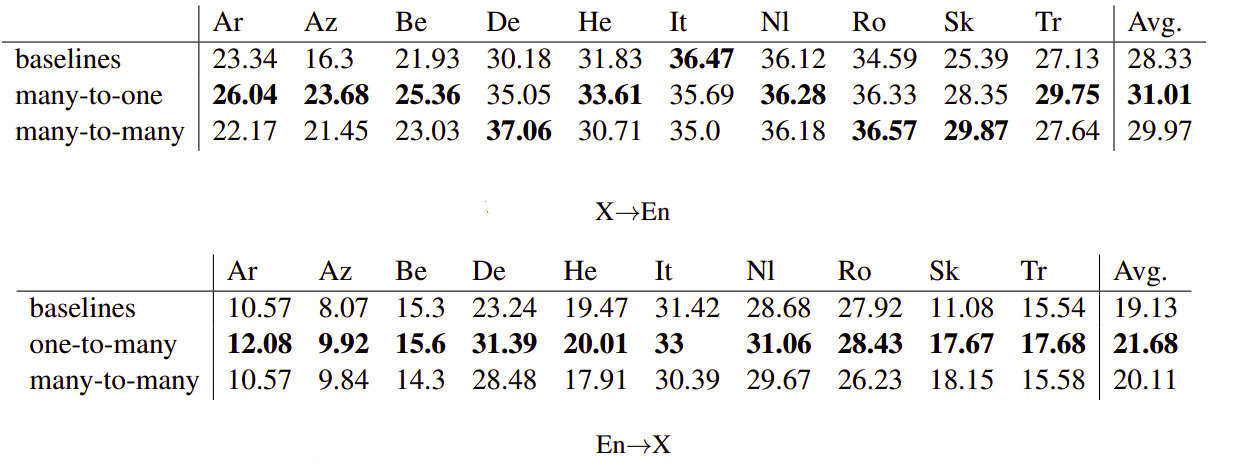 Ar Az Be De He It Nl Ro Sk Tr Avg.
baselines 23.34 16.3 21.93 30.18 31.83 36.47 36.12 34.59 25.39 27.13 28.33
many-to-one 26.04 23.68 25.36 35.05 33.61 35.69 36.28 36.33 28.35 29.75 31.01
many-to-many 22.17 21.45 23.03 37.06 30.71 35.0 36.18 36.57 29.87 27.64 29.97
X→En
Ar Az Be De He It Nl Ro Sk Tr Avg.
baselines 10.57 8.07 15.3 23.24 19.47 31.42 28.68 27.92 11.08 15.54 19.13
one-to-many 12.08 9.92 15.6 31.39 20.01 33 31.06 28.43 17.67 17.68 21.68
many-to-many 10.57 9.84 14.3 28.48 17.91 30.39 29.67 26.23 18.15 15.58 20.11
En→X